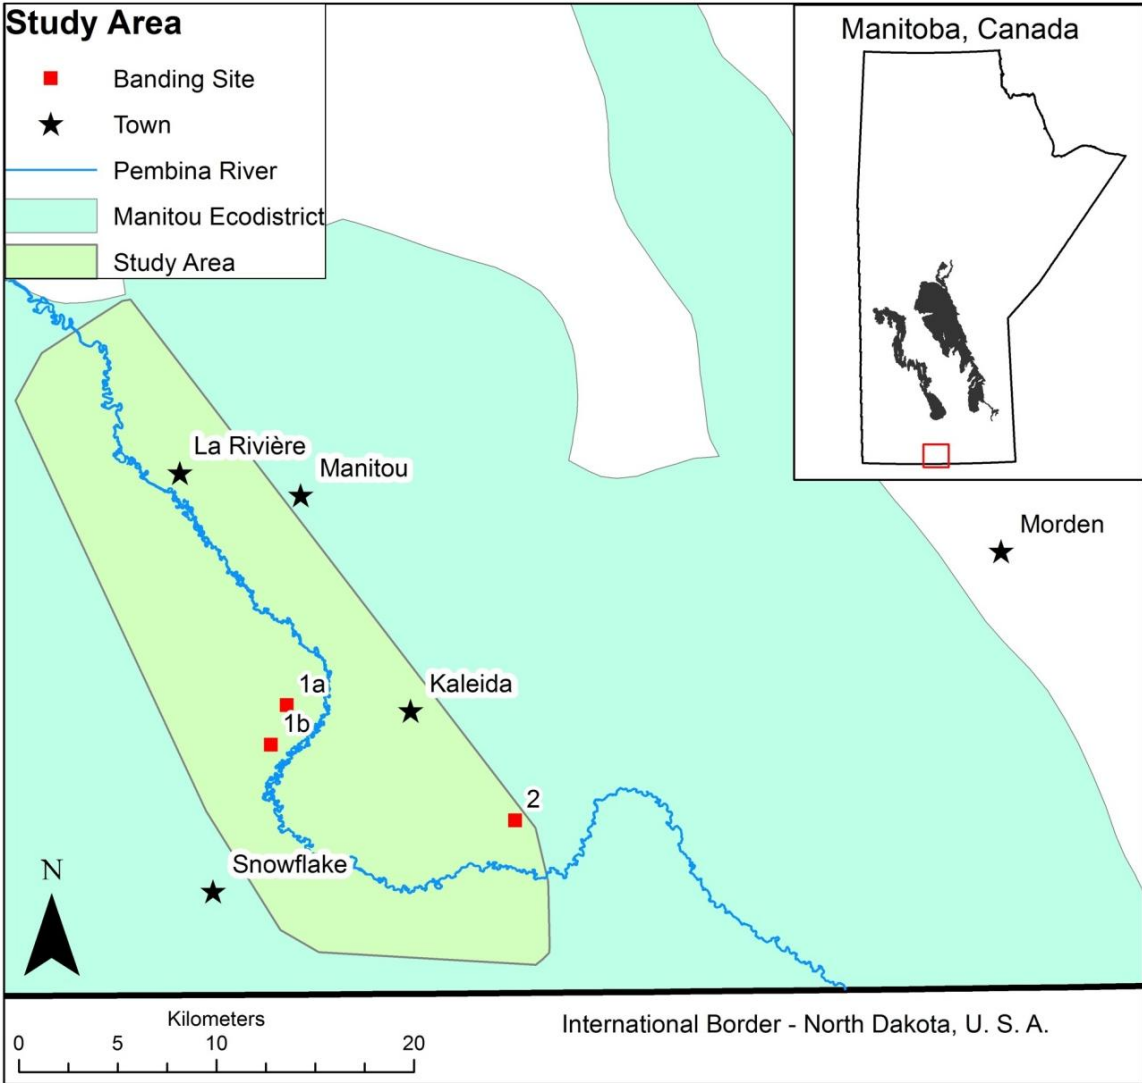 Study Area
Banding Site
Town
Pembina River
Manitou Ecodistrict
Study Area
Manitoba, Canada
La Rivière
Manitou
Morden
1a
Kaleida
1b
2
Snowflake
N
Kilometers
0 5 10 20
International Border - North Dakota, U. S. A.